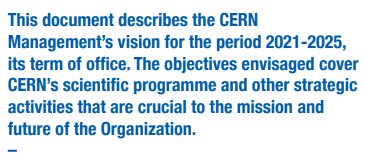 This document describes the CERN
Management's vision for the period 2021-2025,
its term of office. The objectives envisaged cover
CERN's scientific programme and other strategic
activities that are crucial to the mission and
future of the Organization.
–